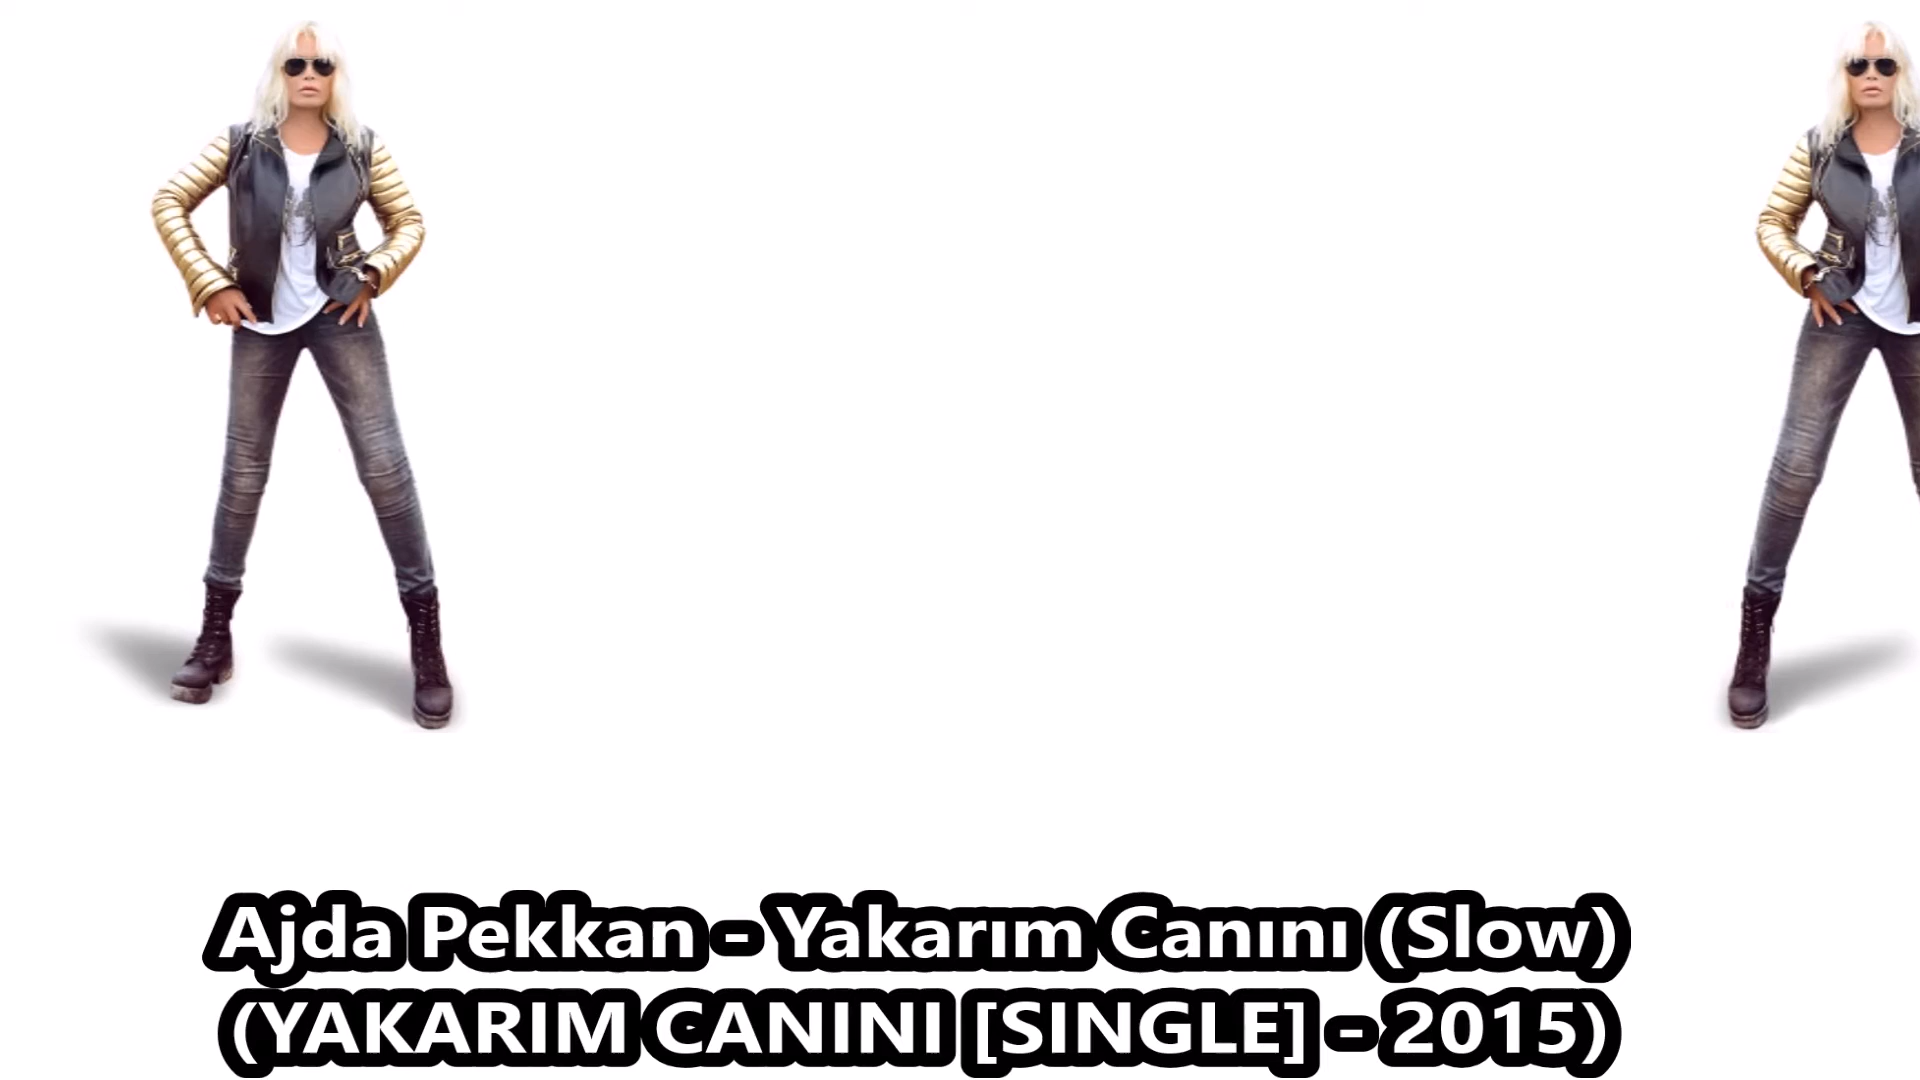 Ajda Pekkan - Yakarım Canını (Slow)
(YAKARIM CANINI [SINGLE] - 2015)